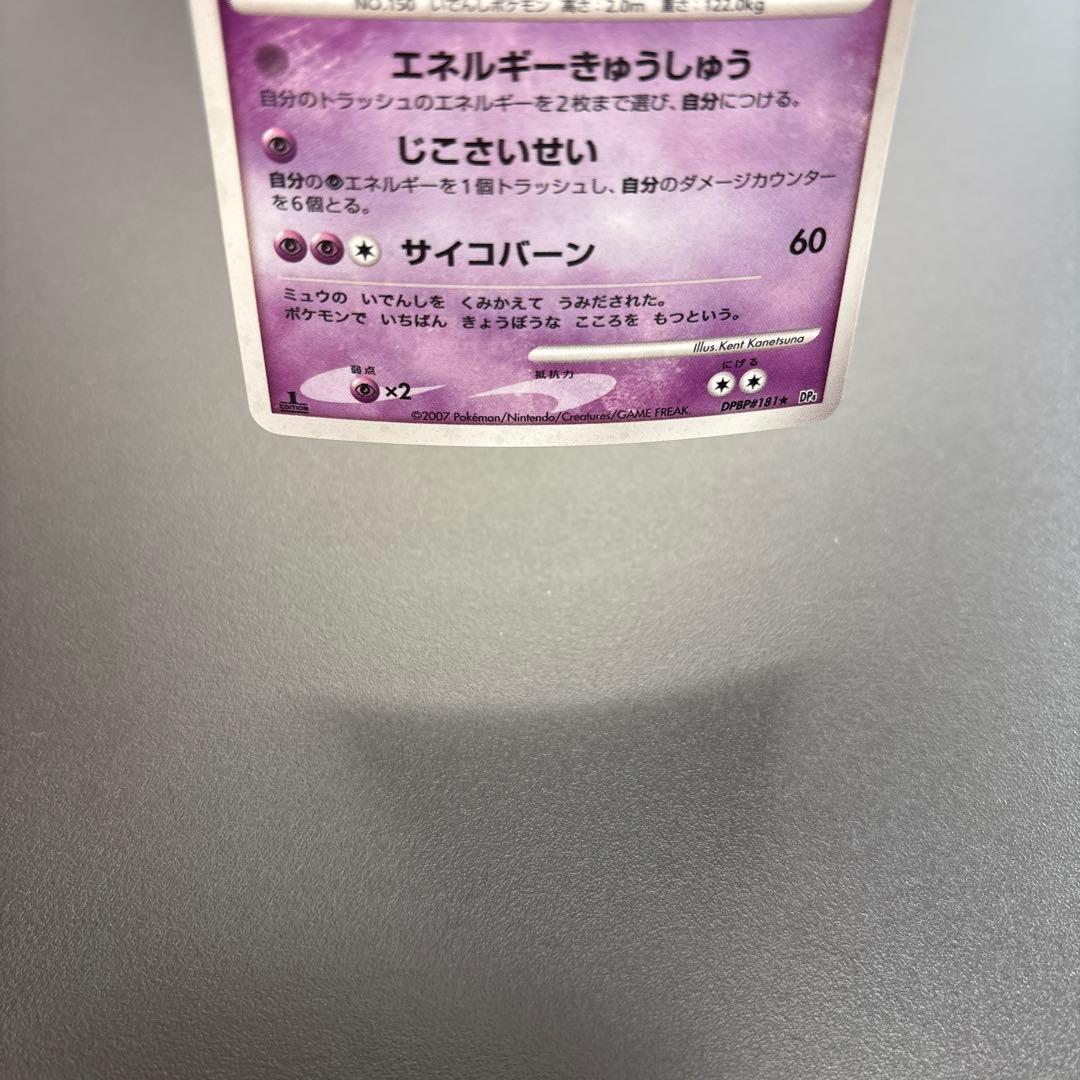 NO.150 いでんしポケモン 高さ:2.0m 重さ:122.0kg
エネルギーきゅうしゅう
自分のトラッシュのエネルギーを2枚まで選び、自分につける。
じこさいせい
自分のエネルギーを1個トラッシュし、自分のダメージカウンター
を6個とる。
サイコバーン 60
ミュウの いでんしを くみかえて うみだされた。
ポケモンで いちばん きょうぼうな こころを もつという。
Illus.Kent Kanetsuna
弱点 抵抗力 にげる
×2
1 EDITION
©2007 Pokémon/Nintendo/Creatures/GAME FREAK.
DPBP#181★ DP4